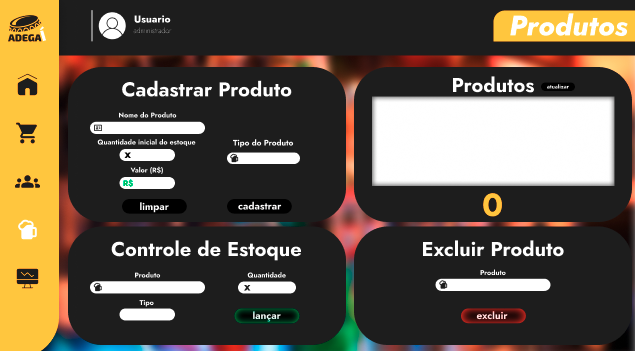 ADEGA
Usuario
administrador
Produtos
Cadastrar Produto
Nome do Produto
Quantidade inicial do estoque
X
Valor (R$)
R$
Tipo do Produto
limpar
cadastrar
Produtos
atualizar
0
Controle de Estoque
Produto
Quantidade
X
Tipo
lançar
Excluir Produto
Produto
excluir